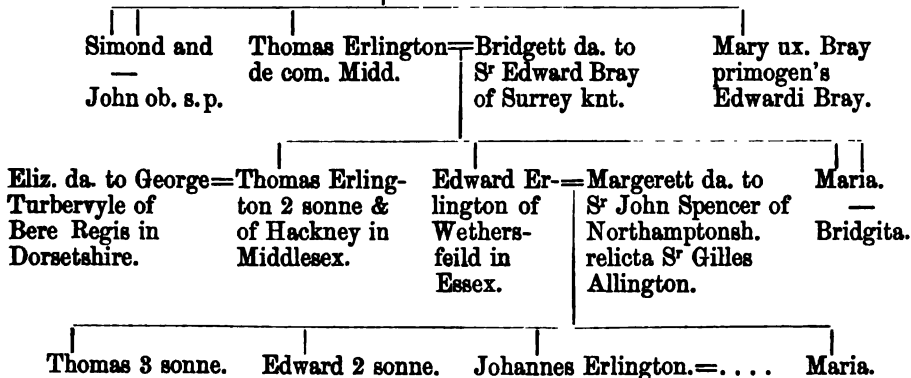 Simond and
—
John ob. s.p.
Thomas Erlington=
de com. Midd.
Bridgett da. to
Sʳ Edward Bray
of Surrey knt.
Mary ux. Bray
primogen's
Edwardi Bray.
Eliz. da. to George=
Turbervyle of
Bere Regis in
Dorsetshire.
Thomas Erling-
ton 2 sonne &
of Hackney in
Middlesex.
Edward Er-=
lington of
Wethers-
feild in
Essex.
Margerett da. to
Sʳ John Spencer of
Northamptonsh.
relicta Sʳ Gilles
Allington.
Maria.
—
Bridgita.
Thomas 3 sonne.
Edward 2 sonne.
Johannes Erlington.=....
Maria.